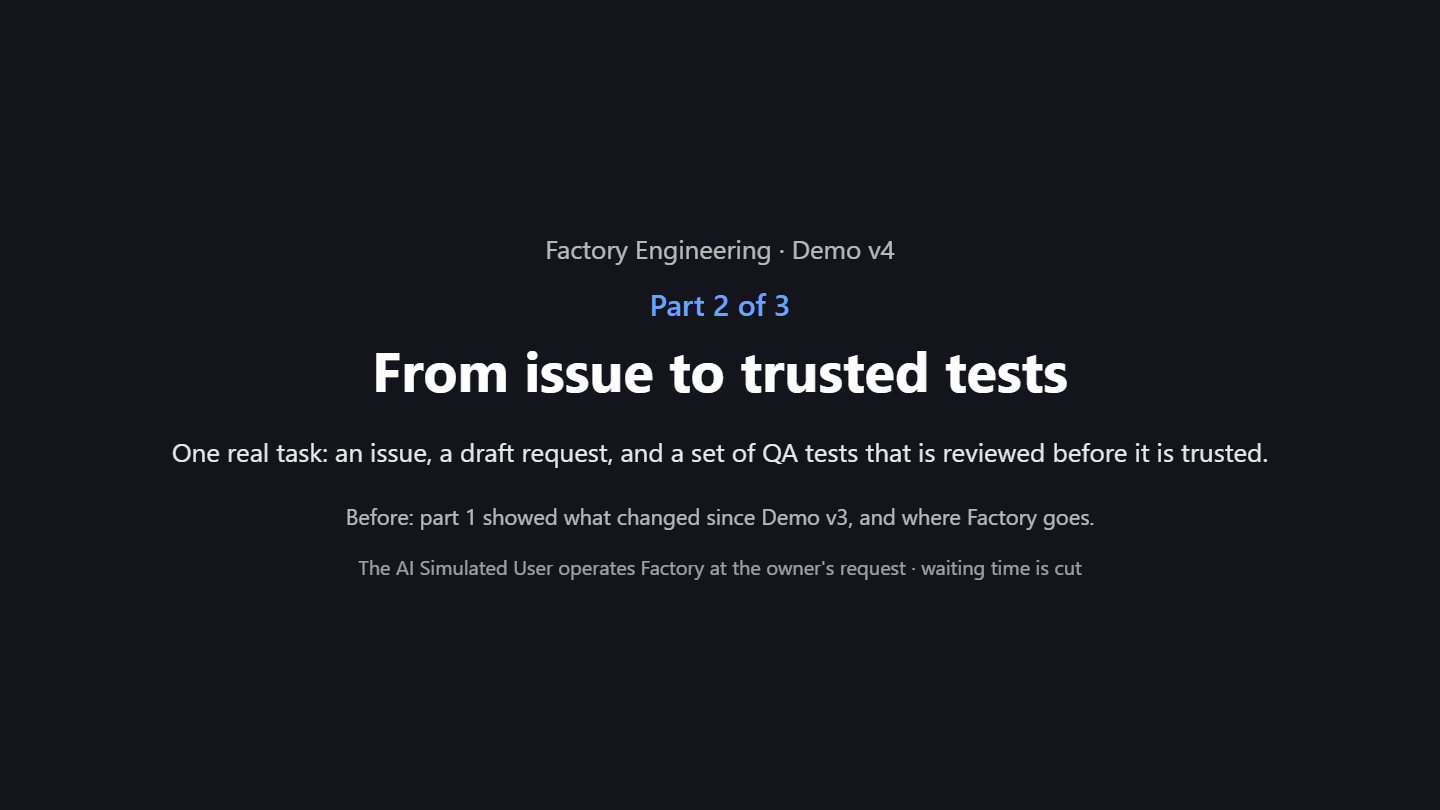 Factory Engineering · Demo v4
Part 2 of 3
From issue to trusted tests
One real task: an issue, a draft request, and a set of QA tests that is reviewed before it is trusted.
Before: part 1 showed what changed since Demo v3, and where Factory goes.
The AI Simulated User operates Factory at the owner's request · waiting time is cut